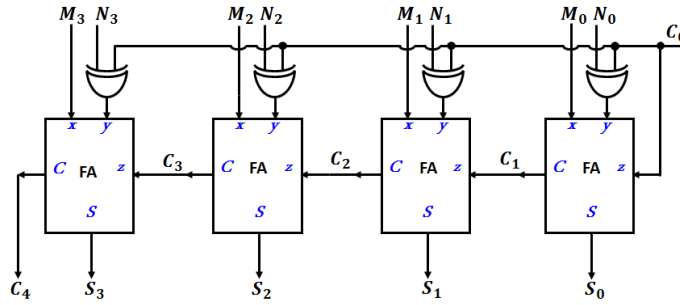 M₃ N₃ M₂ N₂ M₁ N₁ M₀ N₀
x y x y x y x y
C₃ C₂ C₁
C FA z C FA z C FA z C FA z
S S S S
C₄ S₃ S₂ S₁ S₀